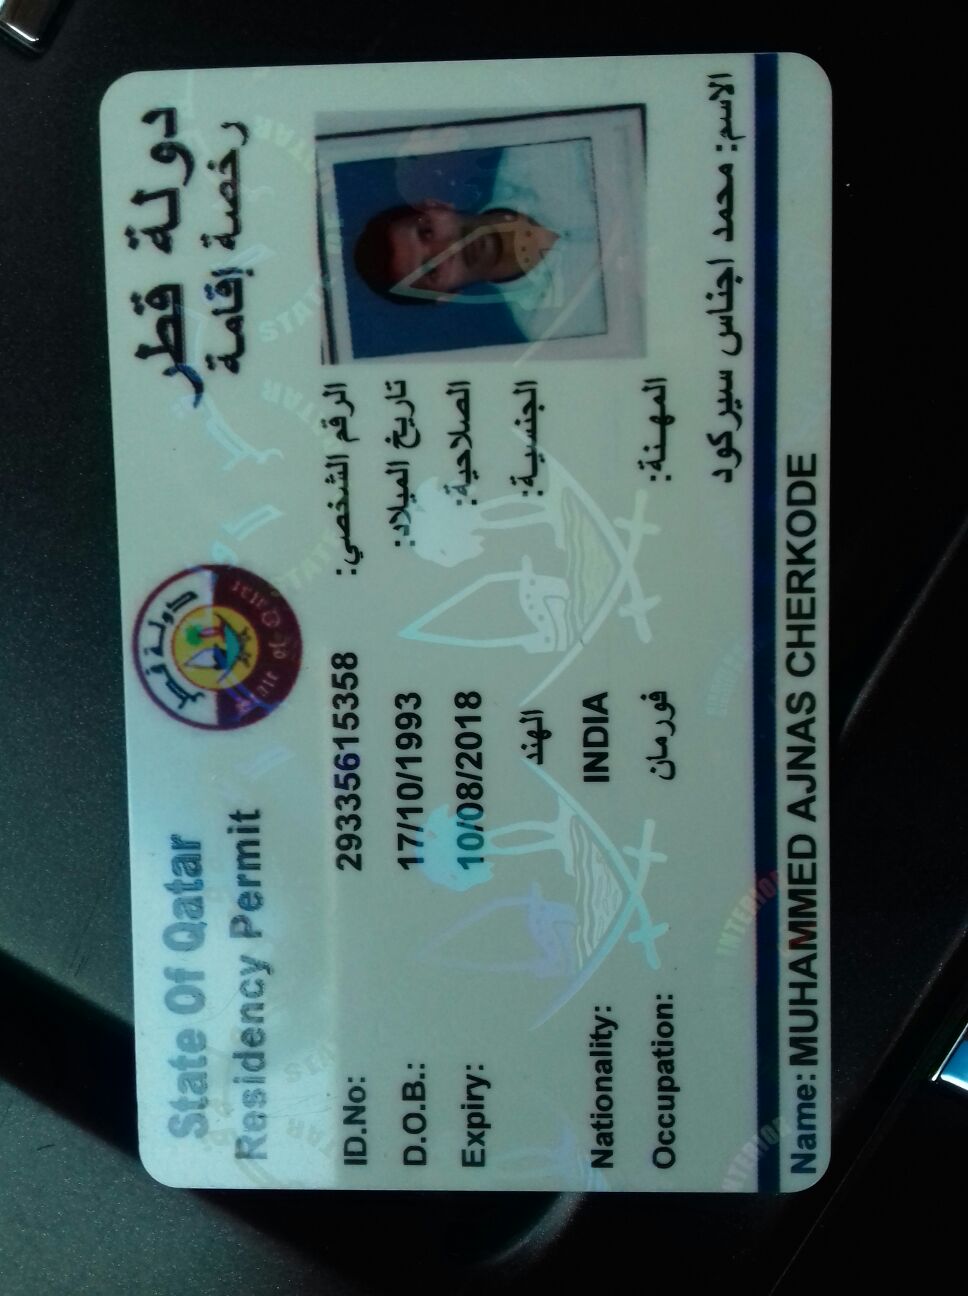 State Of Qatar دولة قطر
Residency Permit رخصة إقامة
ID.No: 29335615358 الرقم الشخصي:
D.O.B.: 17/10/1993 تاريخ الميلاد:
Expiry: 10/08/2018 الصلاحية:
الهند الجنسية:
Nationality: INDIA
Occupation: فورمان المهنة:
الاسم: محمد اجناس سيركود
Name: MUHAMMED AJNAS CHERKODE